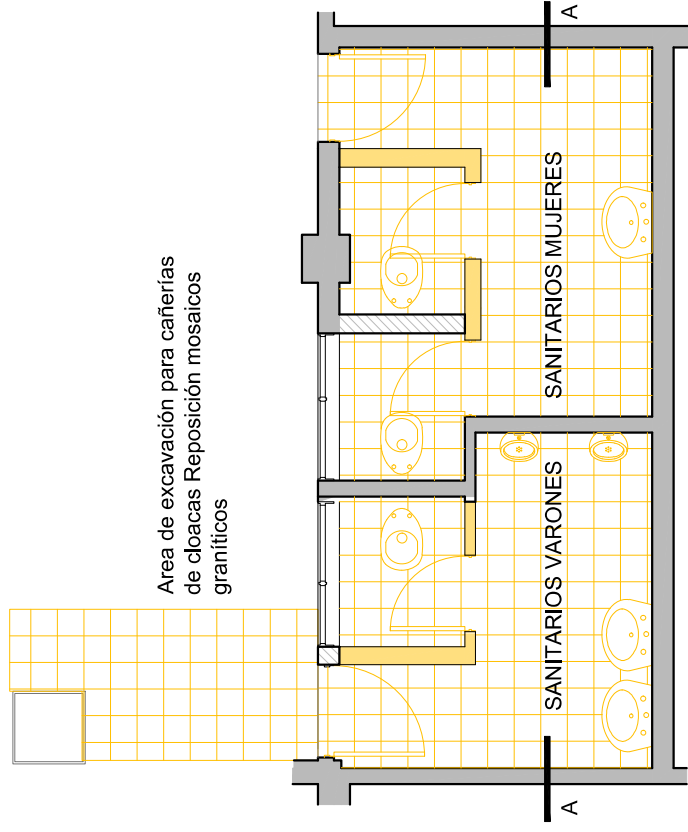 Area de excavación para cañerías
de cloacas Reposición mosaicos
graníticos
SANITARIOS VARONES
SANITARIOS MUJERES
A
A